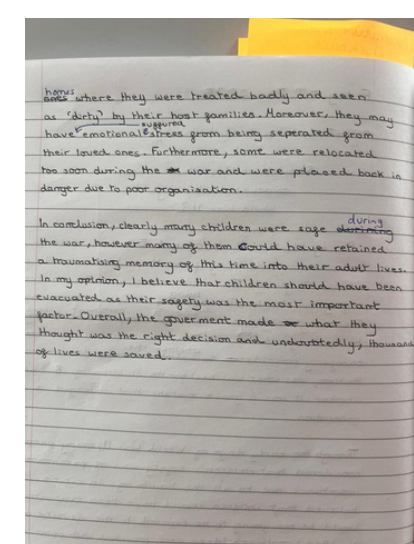 homes
ones where they were treated badly and seen
as 'dirty' by their host families. Moreover, they may
suffered
have emotional stress from being seperated from
their loved ones. Furthermore, some were relocated
too soon during the war and were placed back in
danger due to poor organisation.
during
In conclusion, clearly many children were safe
the war, however many of them could have retained
a traumatising memory of this time into their adult lives.
In my opinion, I believe that children should have been
evacuated as their safety was the most important
factor. Overall, the goverment made what they
thought was the right decision and undoubtedly, thousand
of lives were saved.